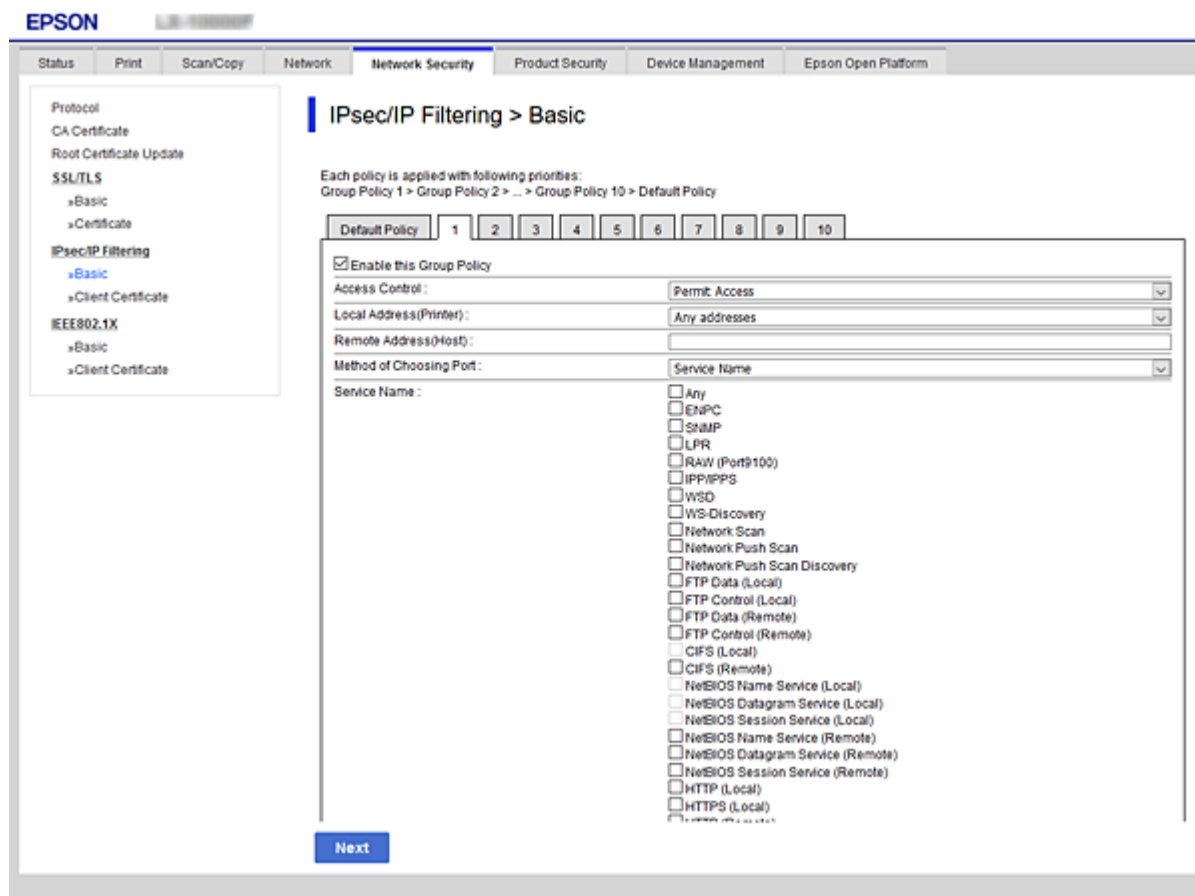 EPSON
Status Print Scan/Copy Network Network Security Product Security Device Management Epson Open Platform
Protocol
CA Certificate
Root Certificate Update
SSL/TLS
»Basic
»Certificate
IPsec/IP Filtering
»Basic
»Client Certificate
IEEE802.1X
»Basic
»Client Certificate
IPsec/IP Filtering > Basic
Each policy is applied with following priorities:
Group Policy 1 > Group Policy 2 > ... > Group Policy 10 > Default Policy
Default Policy 1 2 3 4 5 6 7 8 9 10
Enable this Group Policy
Access Control : Permit Access
Local Address(Printer) : Any addresses
Remote Address(Host) :
Method of Choosing Port : Service Name
Service Name : Any
ENPC
SNMP
LPR
RAW (Port9100)
IPP/IPPS
WSD
WS-Discovery
Network Scan
Network Push Scan
Network Push Scan Discovery
FTP Data (Local)
FTP Control (Local)
FTP Data (Remote)
FTP Control (Remote)
CIFS (Local)
CIFS (Remote)
NetBIOS Name Service (Local)
NetBIOS Datagram Service (Local)
NetBIOS Session Service (Local)
NetBIOS Name Service (Remote)
NetBIOS Datagram Service (Remote)
NetBIOS Session Service (Remote)
HTTP (Local)
HTTPS (Local)
Next